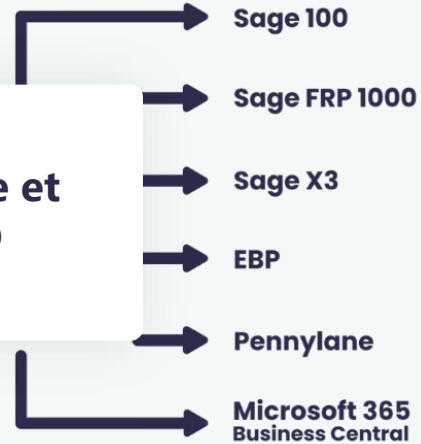 Sage 100
Sage FRP 1000
e et
Sage X3
EBP
Pennylane
Microsoft 365
Business Central